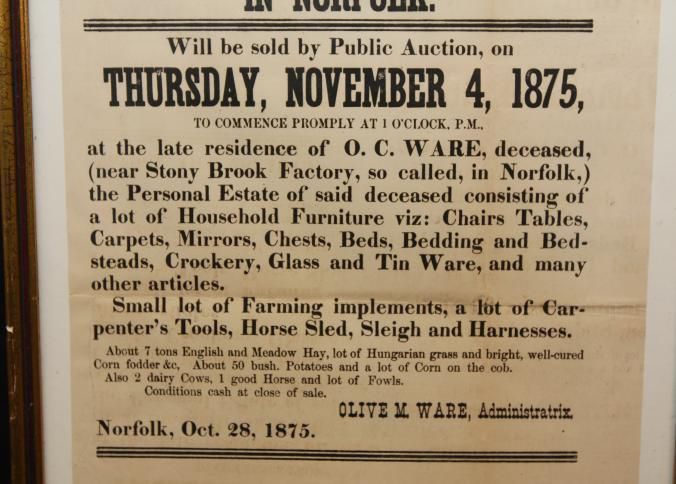 IN NORFOLK.
Will be sold by Public Auction, on
THURSDAY, NOVEMBER 4, 1875,
TO COMMENCE PROMPLY AT 1 O'CLOCK, P.M.,
at the late residence of O. C. WARE, deceased,
(near Stony Brook Factory, so called, in Norfolk,)
the Personal Estate of said deceased consisting of
a lot of Household Furniture viz: Chairs Tables,
Carpets, Mirrors, Chests, Beds, Bedding and Bed-
steads, Crockery, Glass and Tin Ware, and many
other articles.
Small lot of Farming implements, a lot of Car-
penter's Tools, Horse Sled, Sleigh and Harnesses.
About 7 tons English and Meadow Hay, lot of Hungarian grass and bright, well-cured
Corn fodder &c, About 50 bush. Potatoes and a lot of Corn on the cob.
Also 2 dairy Cows, 1 good Horse and lot of Fowls.
Conditions cash at close of sale.
OLIVE M. WARE, Administratrix.
Norfolk, Oct. 28, 1875.